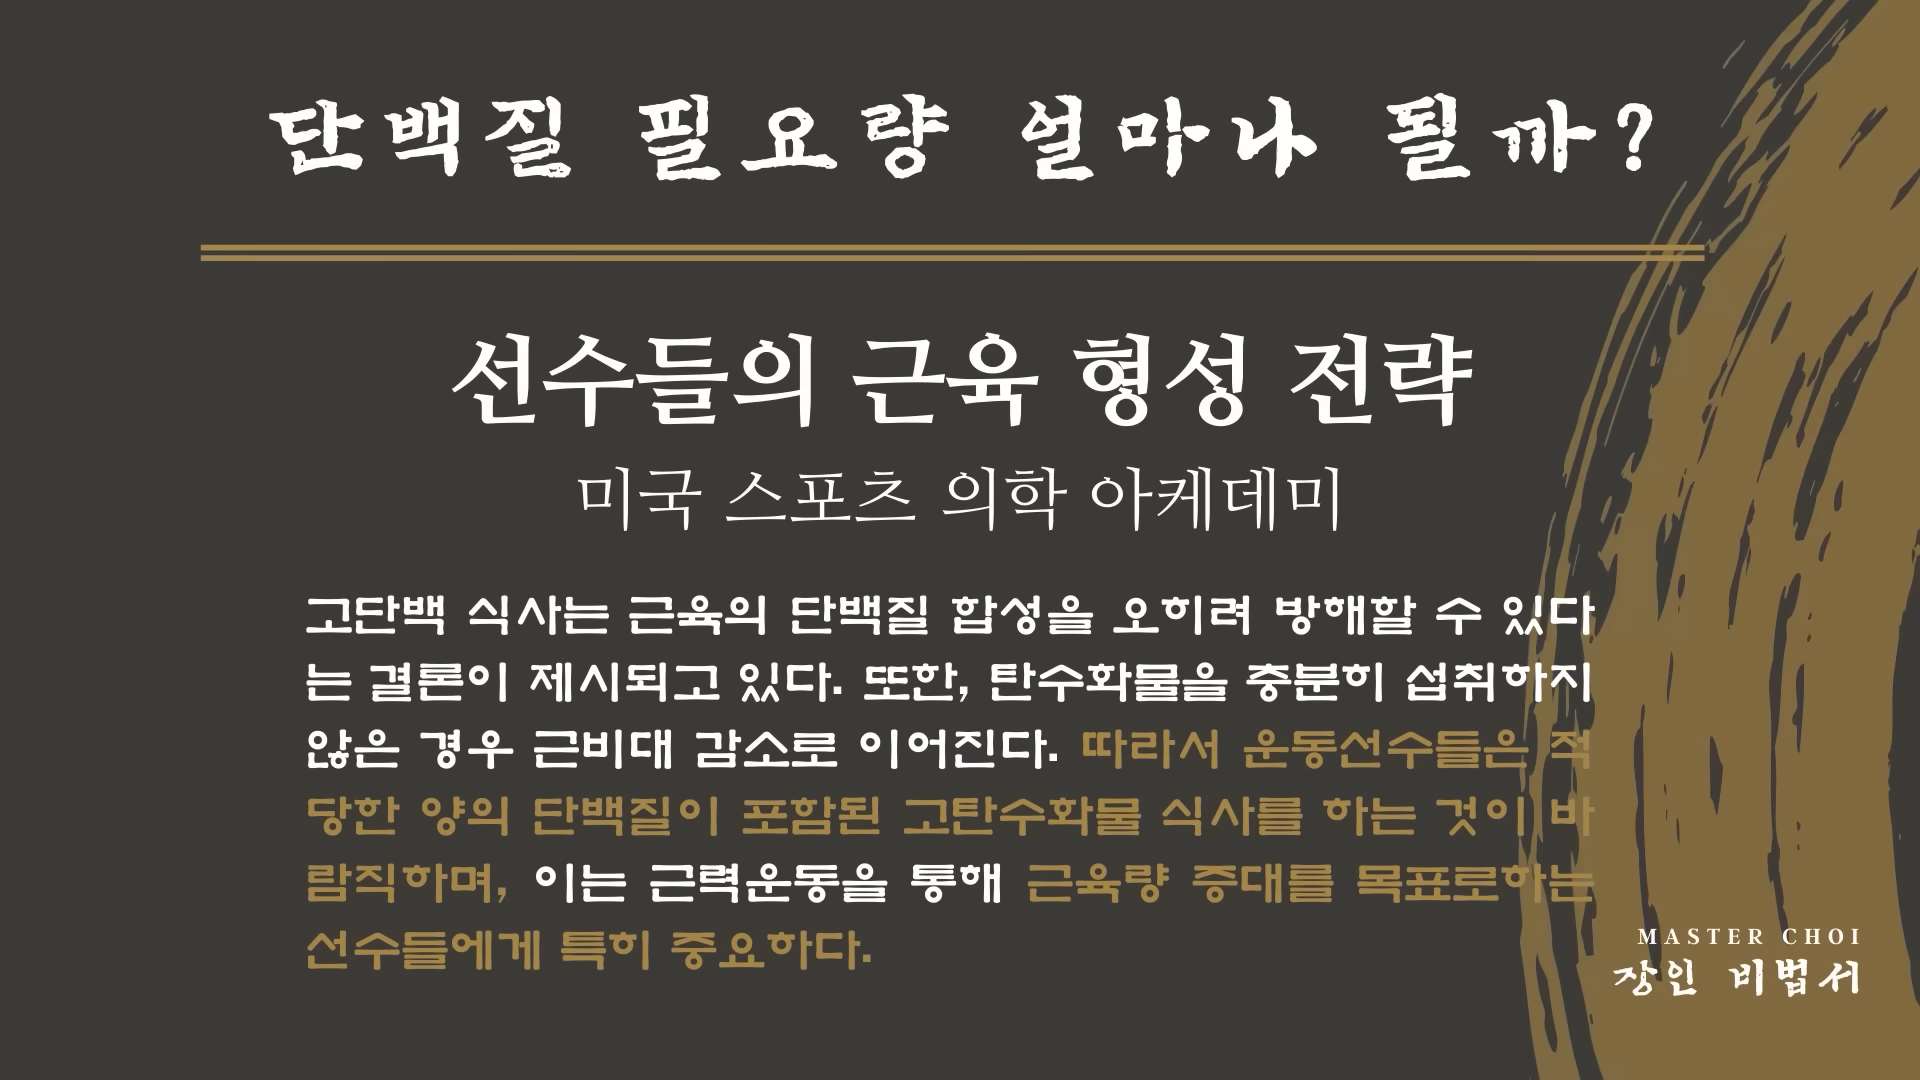 단백질 필요량 얼마나 될까?
선수들의 근육 형성 전략
미국 스포츠 의학 아케데미
고단백 식사는 근육의 단백질 합성을 오히려 방해할 수 있다
는 결론이 제시되고 있다. 또한, 탄수화물을 충분히 섭취하지
않은 경우 근비대 감소로 이어진다. 따라서 운동선수들은 적
당한 양의 단백질이 포함된 고탄수화물 식사를 하는 것이 바
람직하며, 이는 근력운동을 통해 근육량 증대를 목표로하는
선수들에게 특히 중요하다.
MASTER CHOI
장인 비법서